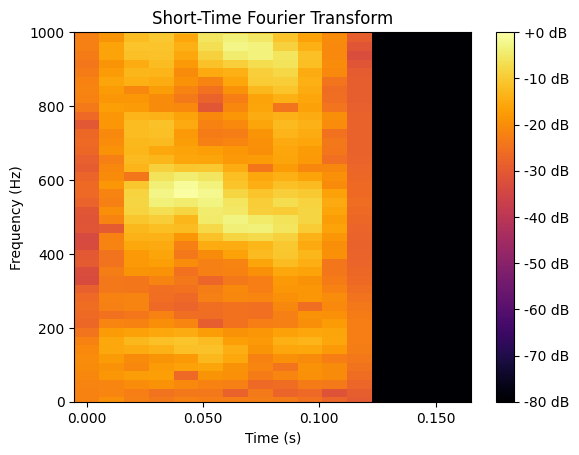 Short-Time Fourier Transform
1000
800
600
400
200
0
Frequency (Hz)
0.000
0.050
0.100
0.150
Time (s)
+0 dB
-10 dB
-20 dB
-30 dB
-40 dB
-50 dB
-60 dB
-70 dB
-80 dB